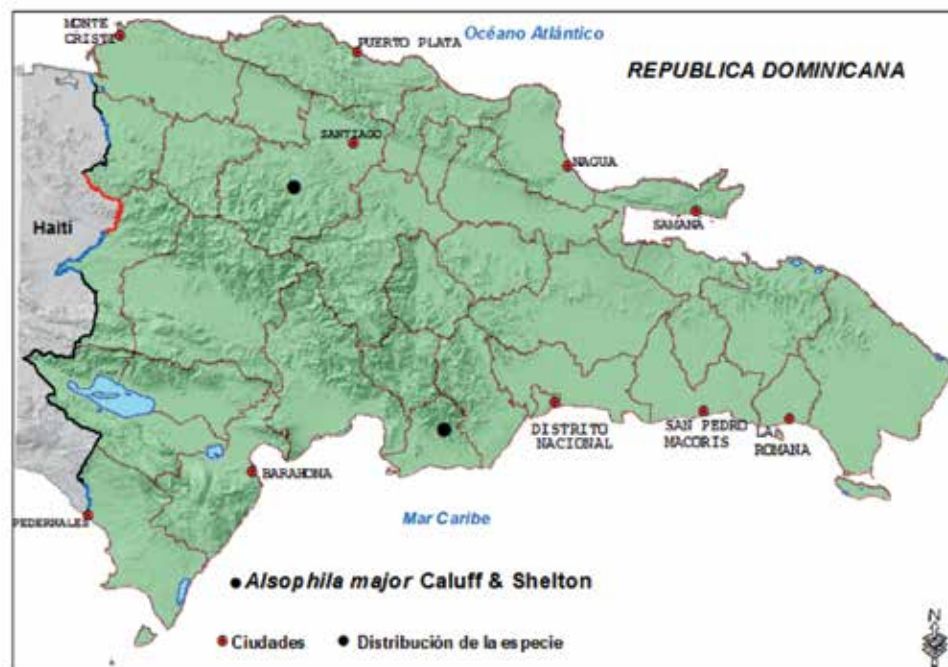 MONTE
CRISTI
PUERTO PLATA
Océano Atlántico
REPUBLICA DOMINICANA
SANTIAGO
NAGUA
SAMANA
Haití
DISTRITO
NACIONAL
SAN PEDRO
MACORIS
LA
ROMANA
BARAHONA
PEDERNALES
Mar Caribe
Alsophila major Caluff & Shelton
Ciudades
Distribución de la especie
N